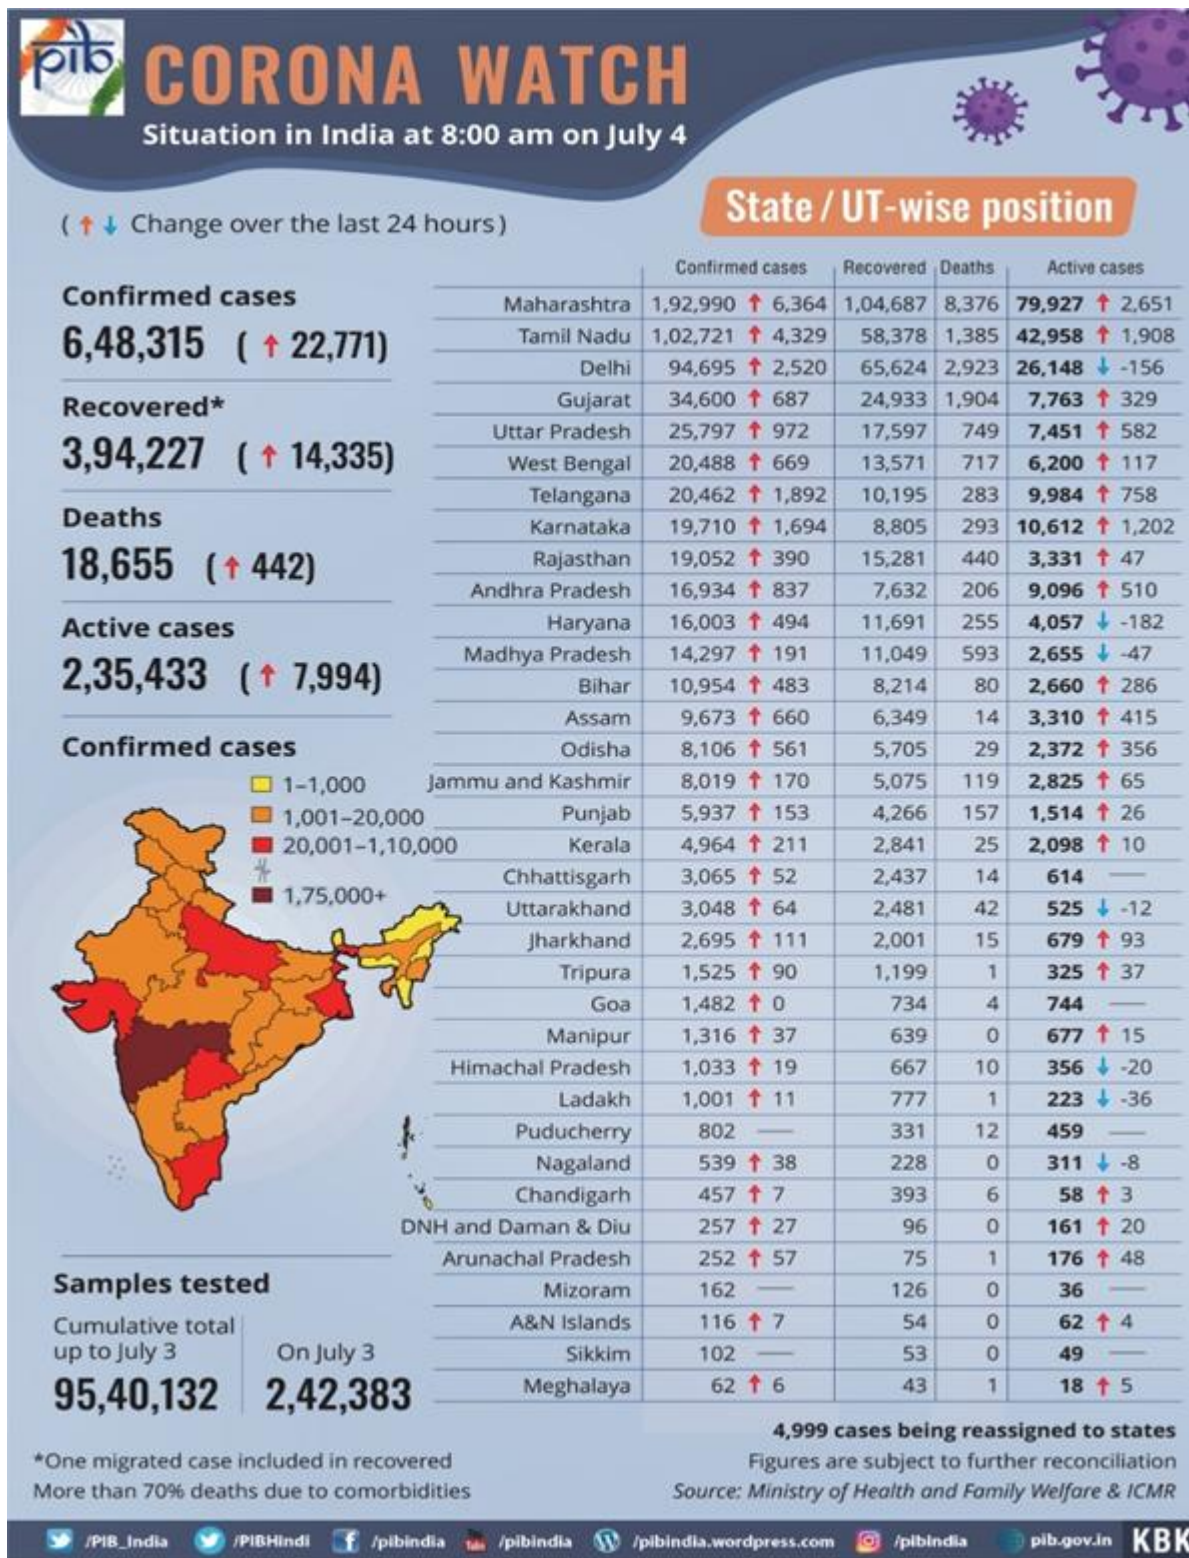 pib
CORONA WATCH
Situation in India at 8:00 am on July 4
(↑↓ Change over the last 24 hours)
Confirmed cases
6,48,315 (↑ 22,771)
Recovered*
3,94,227 (↑ 14,335)
Deaths
18,655 (↑ 442)
Active cases
2,35,433 (↑ 7,994)
Confirmed cases
1–1,000
1,001–20,000
20,001–1,10,000
1,75,000+
Samples tested
Cumulative total
up to July 3
95,40,132
On July 3
2,42,383
State / UT-wise position
Confirmed cases Recovered Deaths Active cases
Maharashtra 1,92,990 ↑ 6,364 1,04,687 8,376 79,927 ↑ 2,651
Tamil Nadu 1,02,721 ↑ 4,329 58,378 1,385 42,958 ↑ 1,908
Delhi 94,695 ↑ 2,520 65,624 2,923 26,148 ↓ -156
Gujarat 34,600 ↑ 687 24,933 1,904 7,763 ↑ 329
Uttar Pradesh 25,797 ↑ 972 17,597 749 7,451 ↑ 582
West Bengal 20,488 ↑ 669 13,571 717 6,200 ↑ 117
Telangana 20,462 ↑ 1,892 10,195 283 9,984 ↑ 758
Karnataka 19,710 ↑ 1,694 8,805 293 10,612 ↑ 1,202
Rajasthan 19,052 ↑ 390 15,281 440 3,331 ↑ 47
Andhra Pradesh 16,934 ↑ 837 7,632 206 9,096 ↑ 510
Haryana 16,003 ↑ 494 11,691 255 4,057 ↓ -182
Madhya Pradesh 14,297 ↑ 191 11,049 593 2,655 ↓ -47
Bihar 10,954 ↑ 483 8,214 80 2,660 ↑ 286
Assam 9,673 ↑ 660 6,349 14 3,310 ↑ 415
Odisha 8,106 ↑ 561 5,705 29 2,372 ↑ 356
Jammu and Kashmir 8,019 ↑ 170 5,075 119 2,825 ↑ 65
Punjab 5,937 ↑ 153 4,266 157 1,514 ↑ 26
Kerala 4,964 ↑ 211 2,841 25 2,098 ↑ 10
Chhattisgarh 3,065 ↑ 52 2,437 14 614 —
Uttarakhand 3,048 ↑ 64 2,481 42 525 ↓ -12
Jharkhand 2,695 ↑ 111 2,001 15 679 ↑ 93
Tripura 1,525 ↑ 90 1,199 1 325 ↑ 37
Goa 1,482 ↑ 0 734 4 744 —
Manipur 1,316 ↑ 37 639 0 677 ↑ 15
Himachal Pradesh 1,033 ↑ 19 667 10 356 ↓ -20
Ladakh 1,001 ↑ 11 777 1 223 ↓ -36
Puducherry 802 — 331 12 459 —
Nagaland 539 ↑ 38 228 0 311 ↓ -8
Chandigarh 457 ↑ 7 393 6 58 ↑ 3
DNH and Daman & Diu 257 ↑ 27 96 0 161 ↑ 20
Arunachal Pradesh 252 ↑ 57 75 1 176 ↑ 48
Mizoram 162 — 126 0 36 —
A&N Islands 116 ↑ 7 54 0 62 ↑ 4
Sikkim 102 — 53 0 49 —
Meghalaya 62 ↑ 6 43 1 18 ↑ 5
4,999 cases being reassigned to states
*One migrated case included in recovered
Figures are subject to further reconciliation
More than 70% deaths due to comorbidities
Source: Ministry of Health and Family Welfare & ICMR
/PIB_India /PIBHindi /pibindia /pibindia /pibindia.wordpress.com /pibindia pib.gov.in KBK